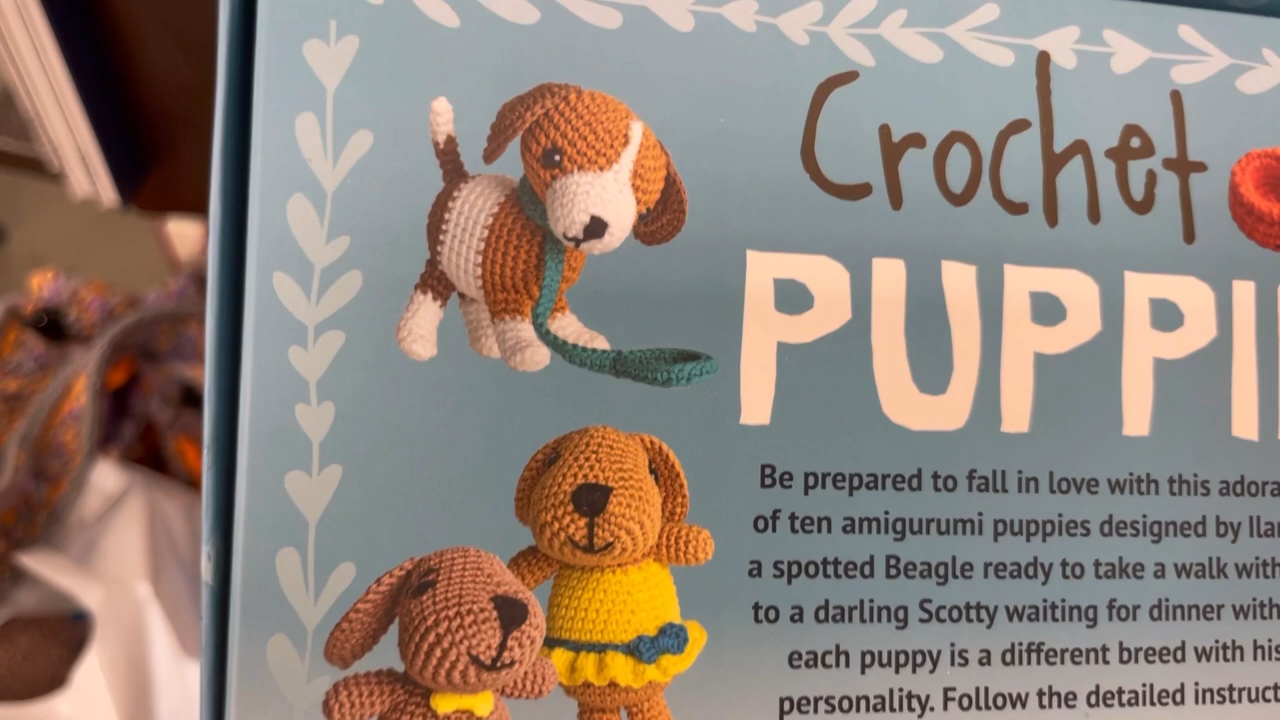 Crochet
PUPPI
Be prepared to fall in love with this adora
of ten amigurumi puppies designed by Ila
a spotted Beagle ready to take a walk with
to a darling Scotty waiting for dinner with
each puppy is a different breed with his
personality. Follow the detailed instruct